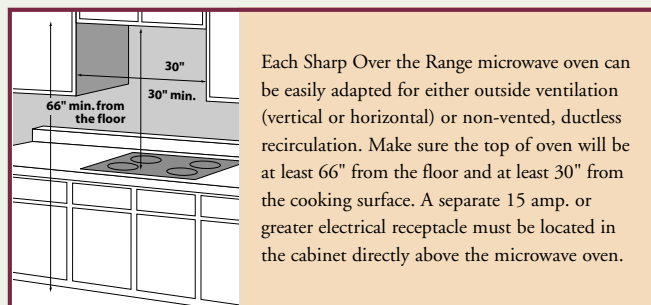 30"
30" min.
66" min. from
the floor
Each Sharp Over the Range microwave oven can
be easily adapted for either outside ventilation
(vertical or horizontal) or non-vented, ductless
recirculation. Make sure the top of oven will be
at least 66" from the floor and at least 30" from
the cooking surface. A separate 15 amp. or
greater electrical receptacle must be located in
the cabinet directly above the microwave oven.